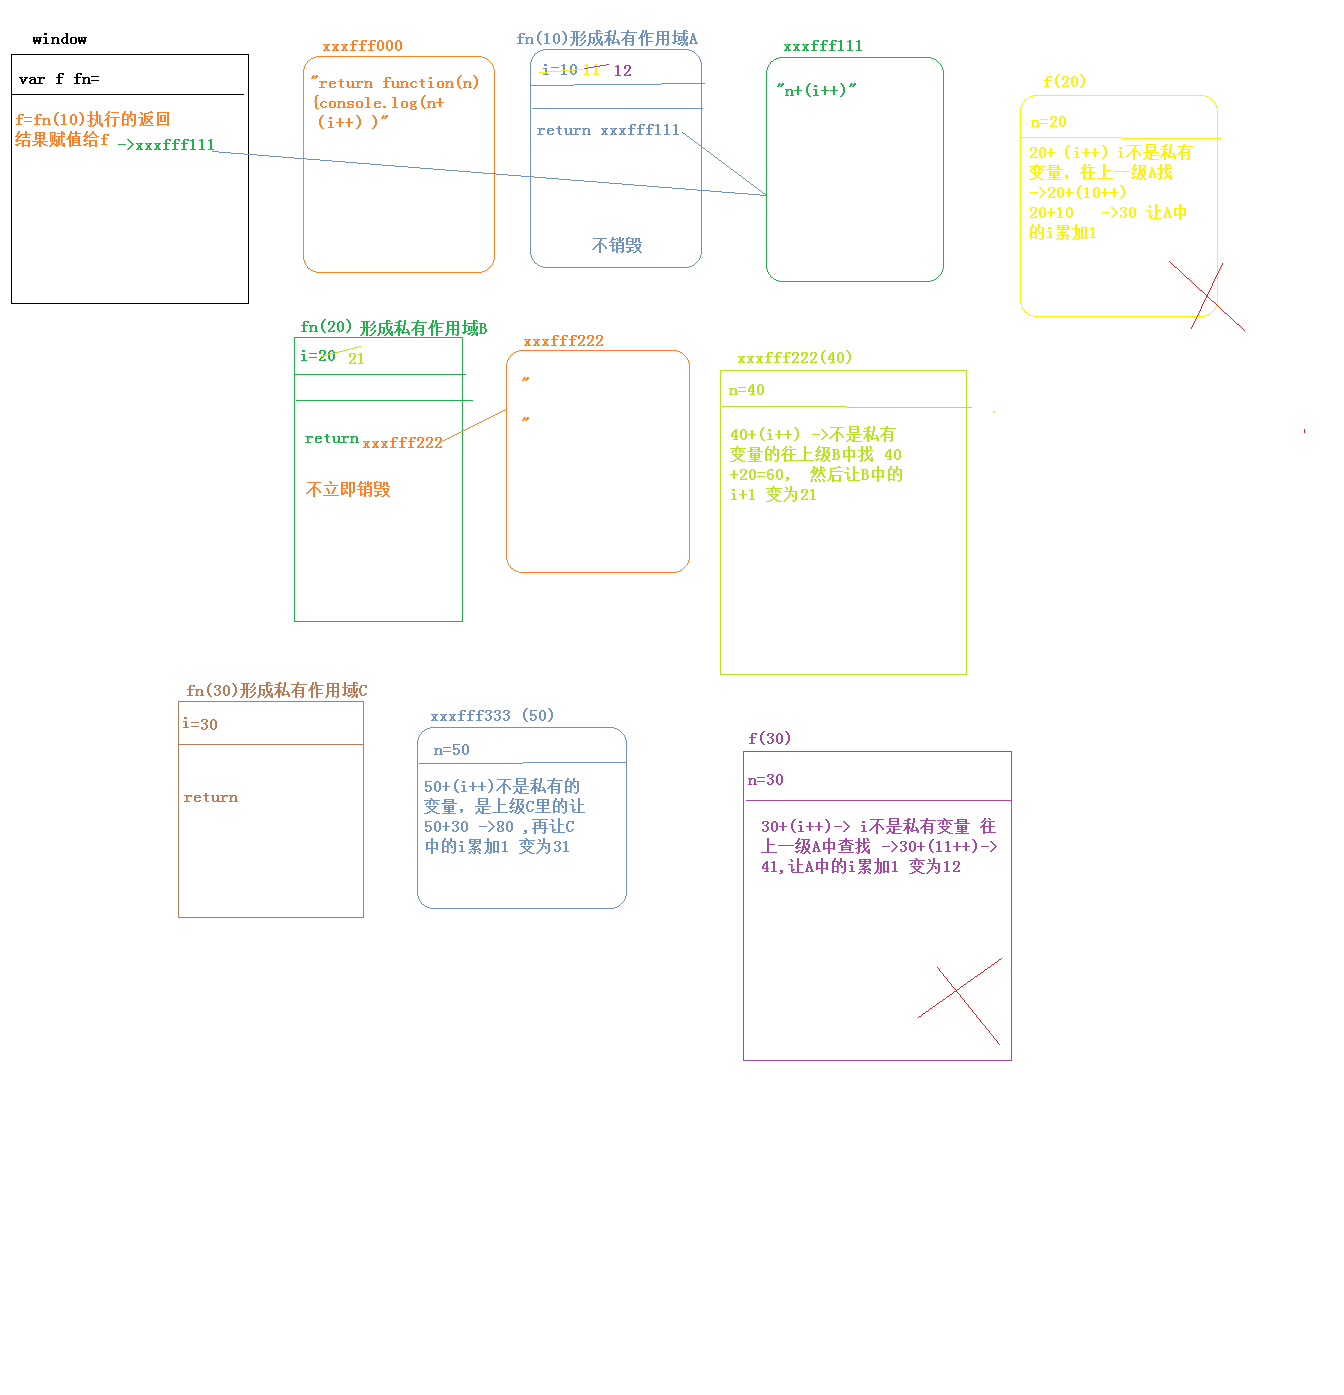 window
var f fn=
f=fn(10)执行的返回
结果赋值给f ->xxxfff111
xxxfff000
"return function(n)
{console.log(n+
(i++) )"
fn(10)形成私有作用域A
i=10 11 12
return xxxfff111
不销毁
xxxfff111
"n+(i++)"
f(20)
n=20
20+ (i++) i不是私有
变量，往上一级A找
->20+(10++)
20+10 ->30 让A中
的i累加1
fn(20) 形成私有作用域B
i=20 21
return xxxfff222
不立即销毁
xxxfff222
"
"
xxxfff222(40)
n=40
40+(i++) ->不是私有
变量的往上级B中找 40
+20=60， 然后让B中的
i+1 变为21
fn(30)形成私有作用域C
i=30
return
xxxfff333 (50)
n=50
50+(i++)不是私有的
变量，是上级C里的让
50+30 ->80 ,再让C
中的i累加1 变为31
f(30)
n=30
30+(i++)-> i不是私有变量 往
上一级A中查找 ->30+(11++)->
41,让A中的i累加1 变为12